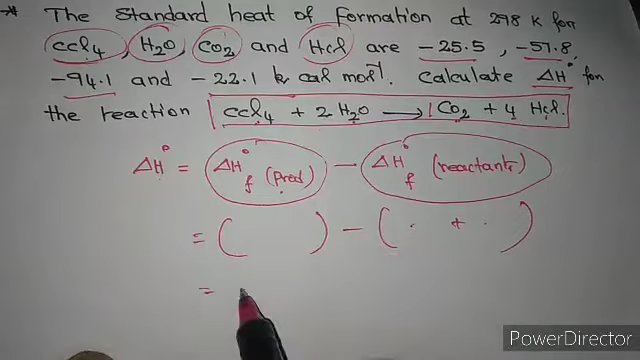 * The Standard heat of formation at 298 K for
CCl4, H2O, CO2 and HCl are -25.5, -57.8,
-94.1 and -22.1 k cal mol-1. Calculate ΔH° for
the reaction CCl4 + 2 H2O → 1 CO2 + 4 HCl.
ΔH° = ΔH°f (Prod) - ΔH°f (reactants)
= ( ) - ( . + . )
=
PowerDirector